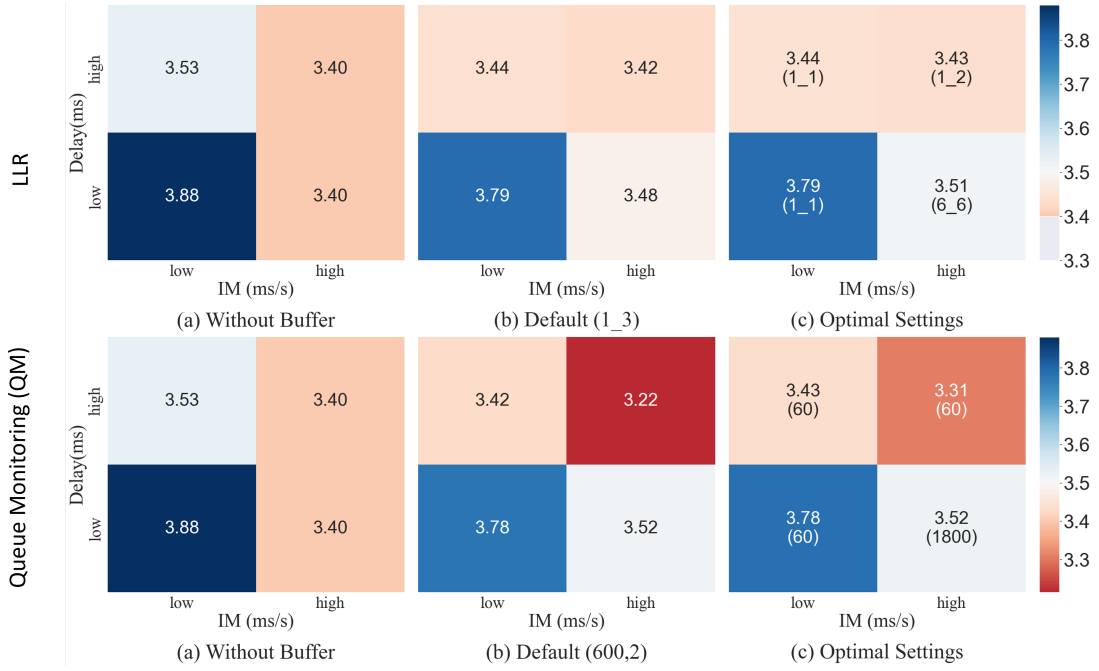 LLR
Delay(ms)
high
low
3.53 3.40
3.88 3.40
low high
IM (ms/s)
(a) Without Buffer
3.44 3.42
3.79 3.48
low high
IM (ms/s)
(b) Default (1_3)
3.44 3.43
(1_1) (1_2)
3.79 3.51
(1_1) (6_6)
low high
IM (ms/s)
(c) Optimal Settings
3.8
3.7
3.6
3.5
3.4
3.3
Queue Monitoring (QM)
Delay(ms)
high
low
3.53 3.40
3.88 3.40
low high
IM (ms/s)
(a) Without Buffer
3.42 3.22
3.78 3.52
low high
IM (ms/s)
(b) Default (600,2)
3.43 3.31
(60) (60)
3.78 3.52
(60) (1800)
low high
IM (ms/s)
(c) Optimal Settings
3.8
3.7
3.6
3.5
3.4
3.3